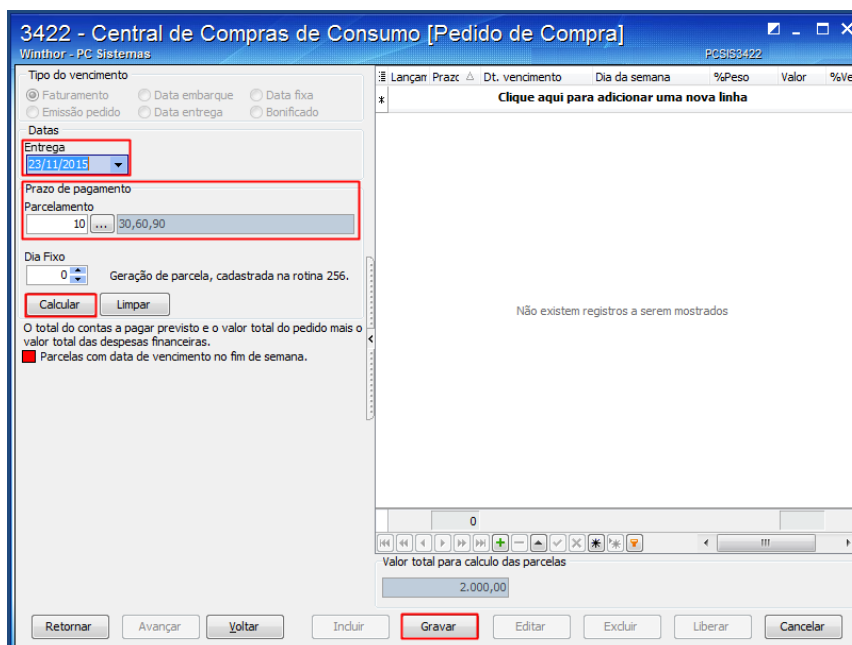 3422 - Central de Compras de Consumo [Pedido de Compra]
Winthor - PC Sistemas
PCSIS3422
Tipo do vencimento
Faturamento Data embarque Data fixa
Emissão pedido Data entrega Bonificado
Datas
Entrega
23/11/2015
Prazo de pagamento
Parcelamento
10 ... 30,60,90
Dia Fixo
0 Geração de parcela, cadastrada na rotina 256.
Calcular Limpar
O total do contas a pagar previsto e o valor total do pedido mais o
valor total das despesas financeiras.
Parcelas com data de vencimento no fim de semana.
Lançam Prazo Dt. vencimento Dia da semana %Peso Valor %Ve
Clique aqui para adicionar uma nova linha
Não existem registros a serem mostrados
0
Valor total para calculo das parcelas
2.000,00
Retornar Avançar Voltar Incluir Gravar Editar Excluir Liberar Cancelar